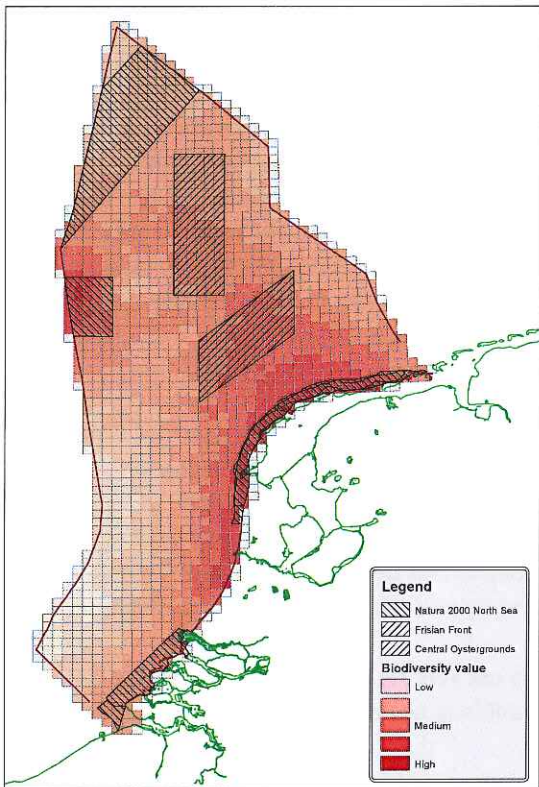 Legend
Natura 2000 North Sea
Frisian Front
Central Oystergrounds
Biodiversity value
Low
Medium
High